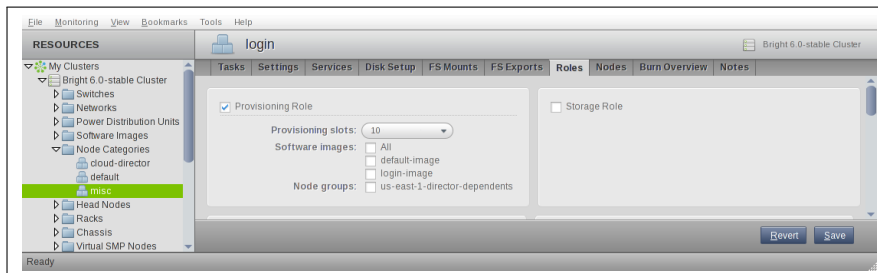 File Monitoring View Bookmarks Tools Help
RESOURCES
login
Bright 6.0-stable Cluster
My Clusters
Bright 6.0-stable Cluster
Switches
Networks
Power Distribution Units
Software Images
Node Categories
cloud-director
default
misc
Head Nodes
Racks
Chassis
Virtual SMP Nodes
Tasks Settings Services Disk Setup FS Mounts FS Exports Roles Nodes Burn Overview Notes
Provisioning Role
Storage Role
Provisioning slots: 10
Software images: All
default-image
login-image
Node groups: us-east-1-director-dependents
Revert Save
Ready